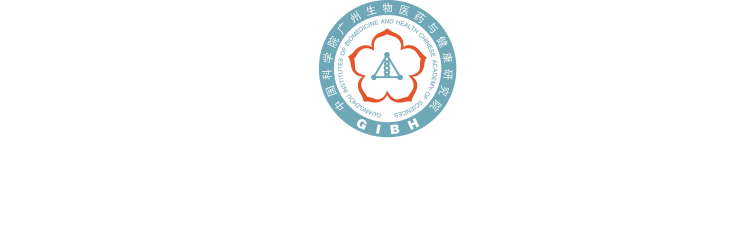 中国科学院广州生物医药与健康研究院
GUANGZHOU INSTITUTES OF BIOMEDICINE AND HEALTH, CHINESE ACADEMY OF SCIENCES
GIBH